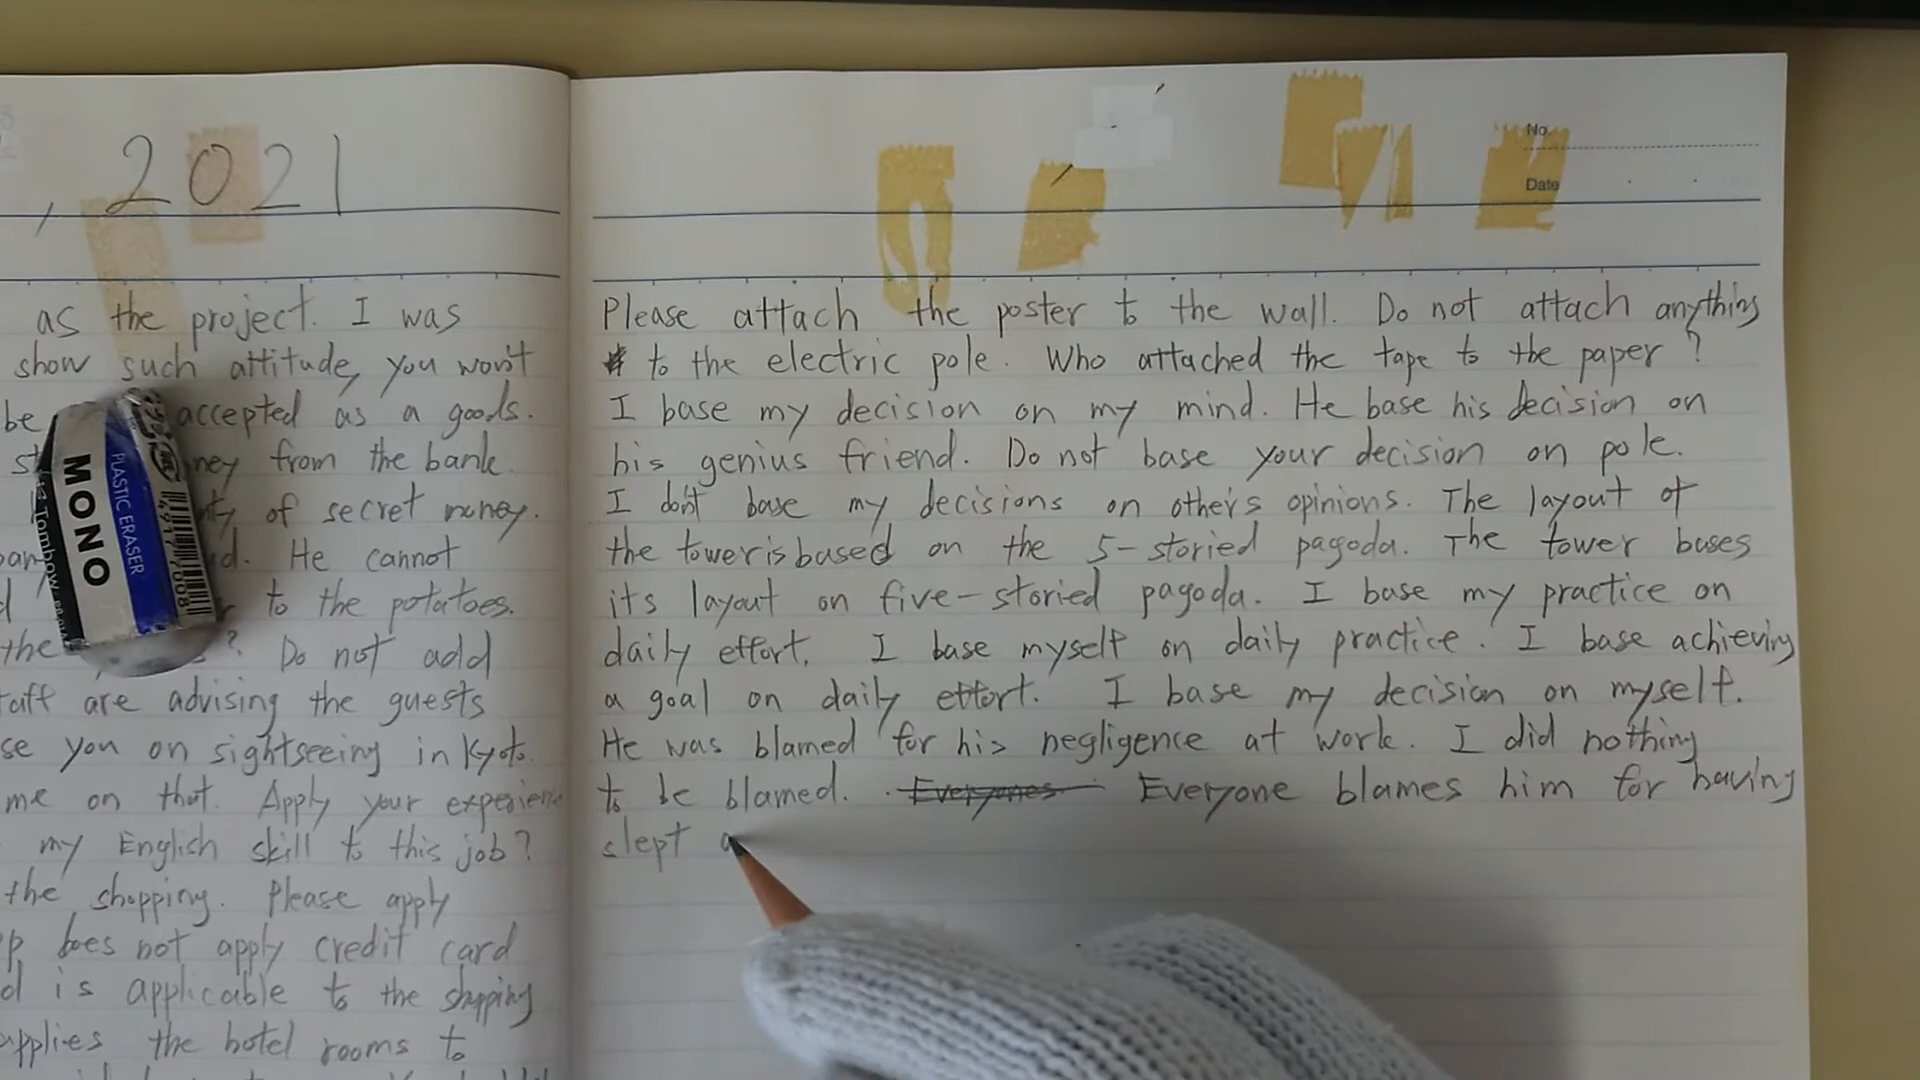 , 2021
as the project. I was
show such attitude, you won't
be accepted as a goods.
ney from the bank
of secret money.
d. He cannot
to the potatoes.
the ? Do not add
taff are advising the guests
se you on sightseeing in Kyoto.
me on that. Apply your experience
my English skill to this job?
the shopping. Please apply
p does not apply credit card
d is applicable to the shopping
applies the hotel rooms to
MONO
PLASTIC ERASER
Tombow
No.
Date
Please attach the poster to the wall. Do not attach anything
to the electric pole. Who attached the tape to the paper?
I base my decision on my mind. He base his decision on
his genius friend. Do not base your decision on pole.
I don't base my decisions on other's opinions. The layout of
the tower is based on the 5-storied pagoda. The tower bases
its layout on five-storied pagoda. I base my practice on
daily effort. I base myself on daily practice. I base achieving
a goal on daily effort. I base my decision on myself.
He was blamed for his negligence at work. I did nothing
to be blamed. Everyones Everyone blames him for having
slept a